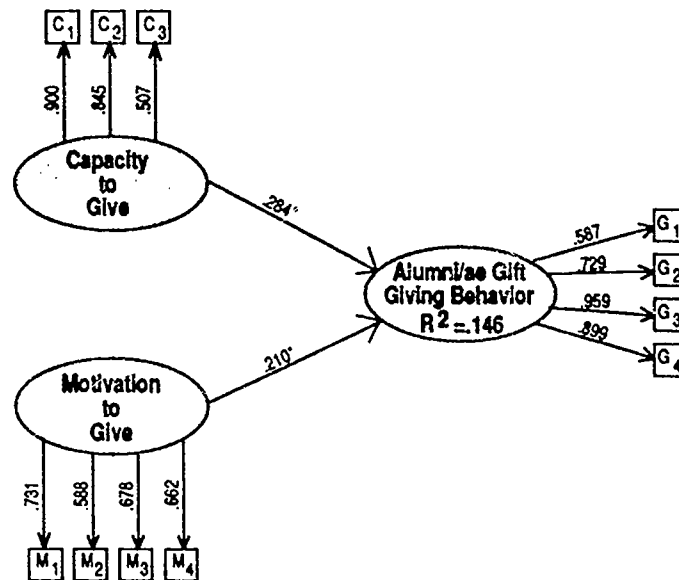 C1 C2 C3
.900 .845 .507
Capacity
to
Give
.284*
.587 G1
.729 G2
Alumni/ae Gift
Giving Behavior
R2 =.146
.959 G3
.899 G4
.210*
Motivation
to
Give
.731 .588 .678 .662
M1 M2 M3 M4